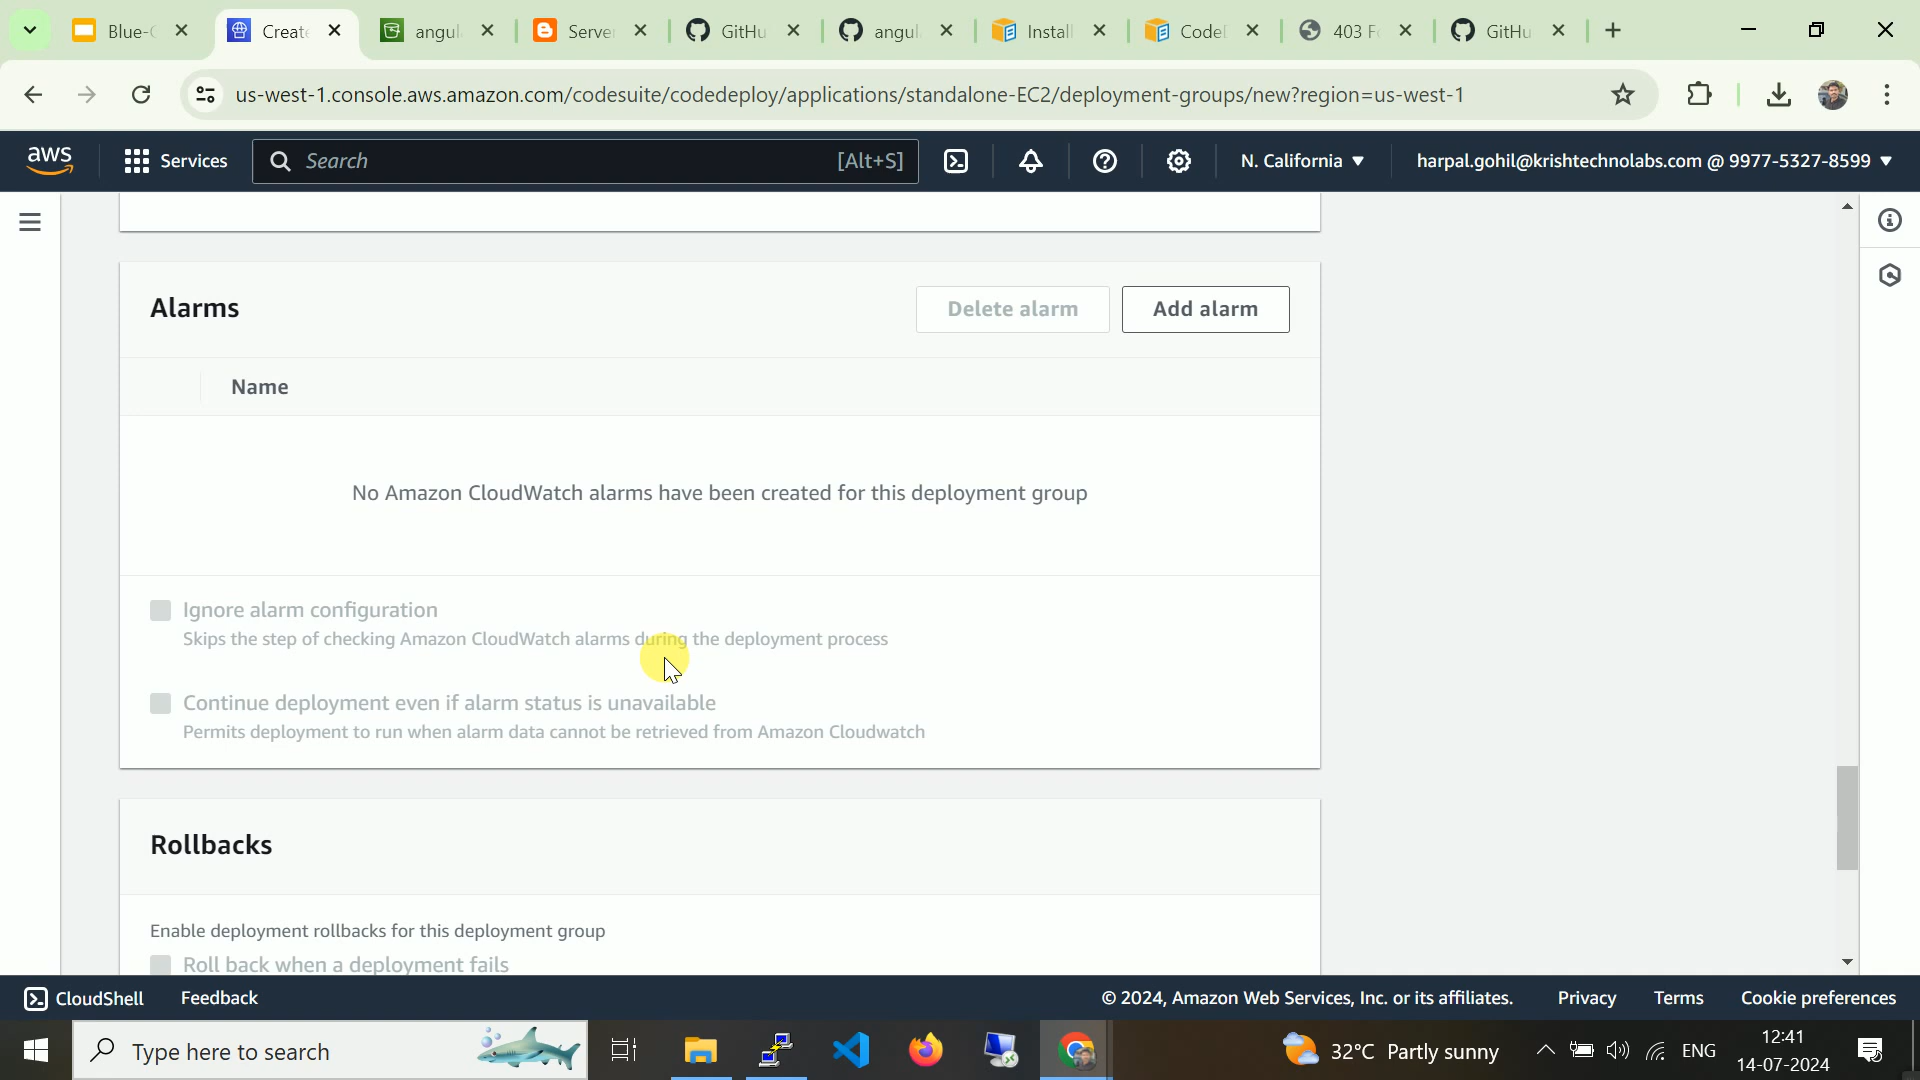 Blue-G
Create
angul
Server
GitHu
angul
Install
CodeD
403 F
GitHu
us-west-1.console.aws.amazon.com/codesuite/codedeploy/applications/standalone-EC2/deployment-groups/new?region=us-west-1
aws
Services
Search
[Alt+S]
N. California
harpal.gohil@krishtechnolabs.com @ 9977-5327-8599
Alarms
Delete alarm
Add alarm
Name
No Amazon CloudWatch alarms have been created for this deployment group
Ignore alarm configuration
Skips the step of checking Amazon CloudWatch alarms during the deployment process
Continue deployment even if alarm status is unavailable
Permits deployment to run when alarm data cannot be retrieved from Amazon Cloudwatch
Rollbacks
Enable deployment rollbacks for this deployment group
Roll back when a deployment fails
CloudShell
Feedback
© 2024, Amazon Web Services, Inc. or its affiliates.
Privacy
Terms
Cookie preferences
Type here to search
32°C Partly sunny
ENG
12:41
14-07-2024